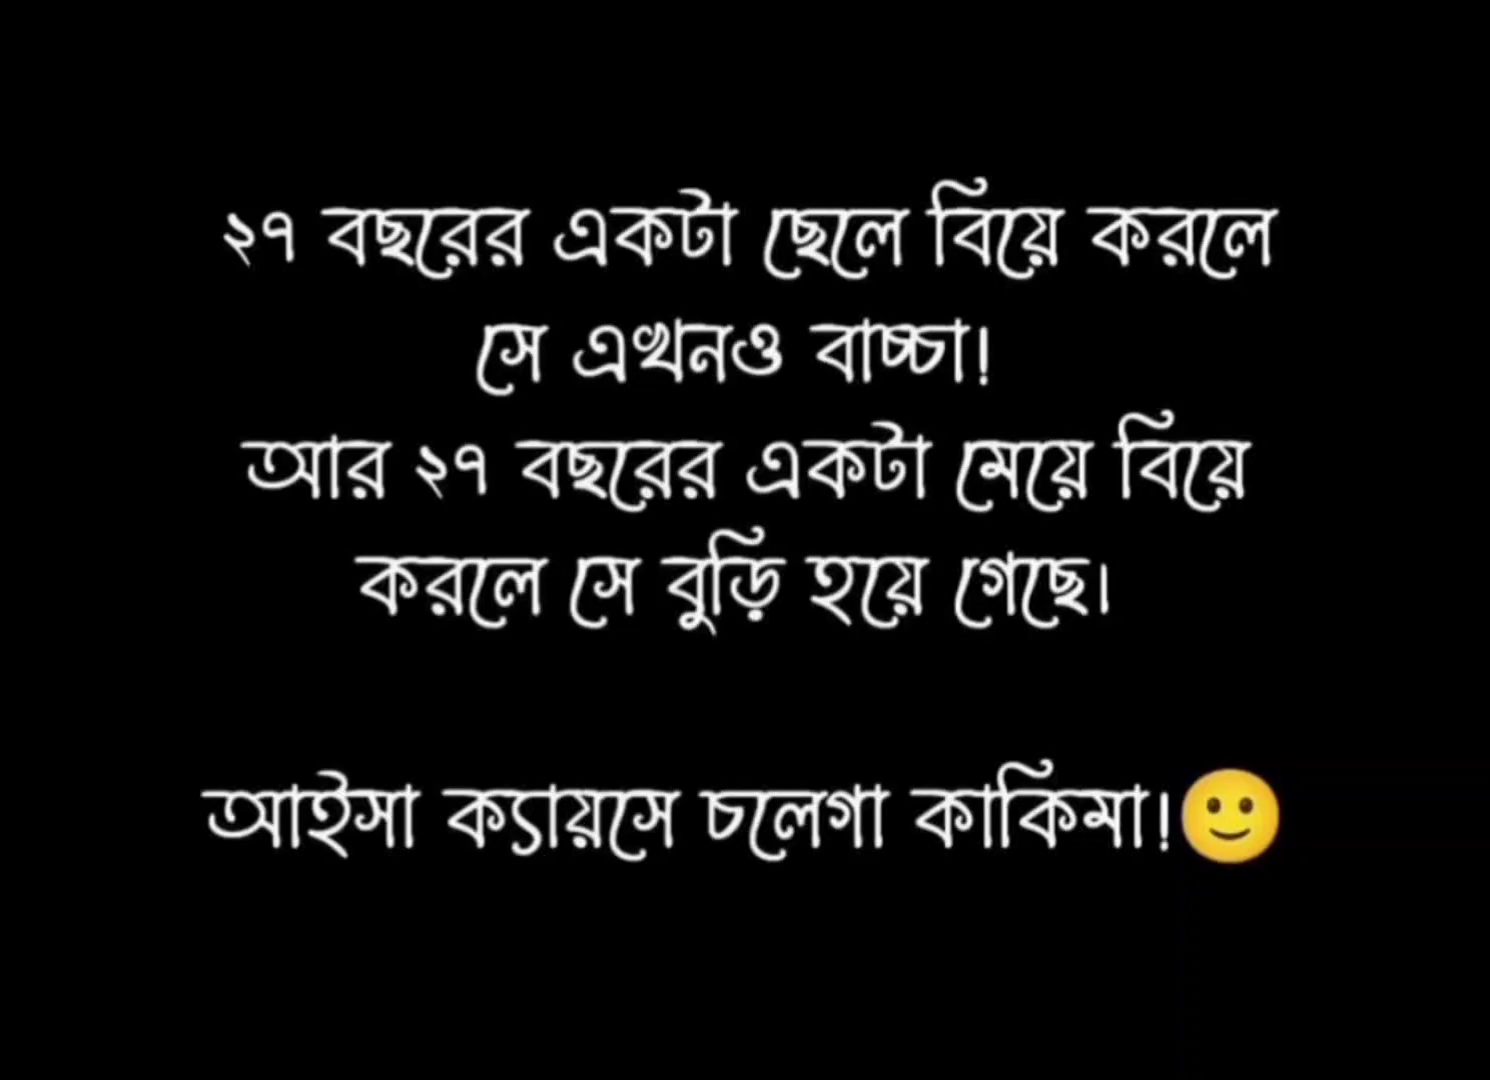 ২৭ বছরের একটা ছেলে বিয়ে করলে
সে এখনও বাচ্চা!
আর ২৭ বছরের একটা মেয়ে বিয়ে
করলে সে বুড়ি হয়ে গেছে।
আইসা ক্যায়সে চলেগা কাকিমা!🙂